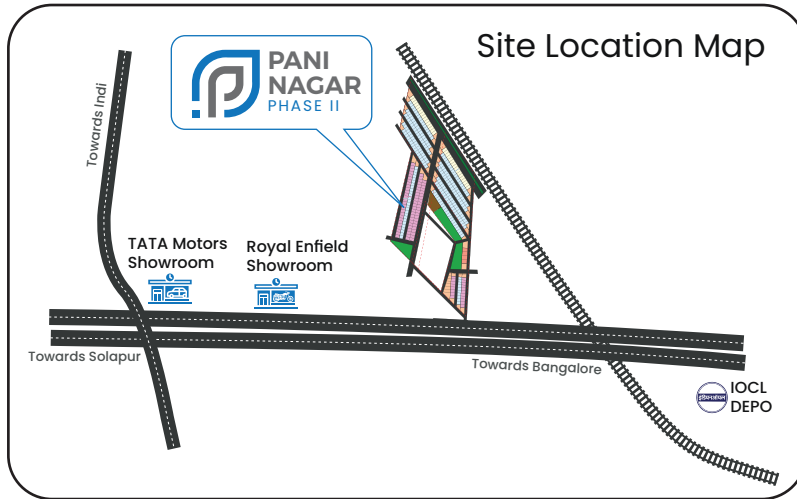 Site Location Map
PANI
NAGAR
PHASE II
Towards Indi
TATA Motors
Showroom
Royal Enfield
Showroom
Towards Solapur
Towards Bangalore
इंडियनऑयल
IOCL
DEPO